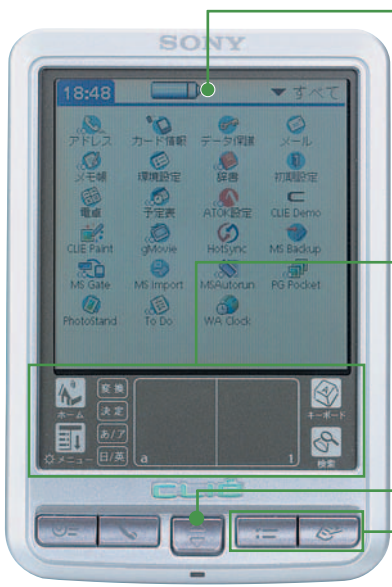 SONY
18:48 ▼ すべて
アドレス カード情報 データ保護 メール
メモ帳 環境設定 辞書 初期設定
電卓 予定表 ATOK設定 CLIE Demo
CLIE Paint gMovie HotSync MS Backup
MS Gate MS Import MSAutorun PG Pocket
PhotoStand To Do WA Clock
ホーム 変換 キーボード
決定
あ/ア
メニュー 日/英 a 1 検索
CLIÉ